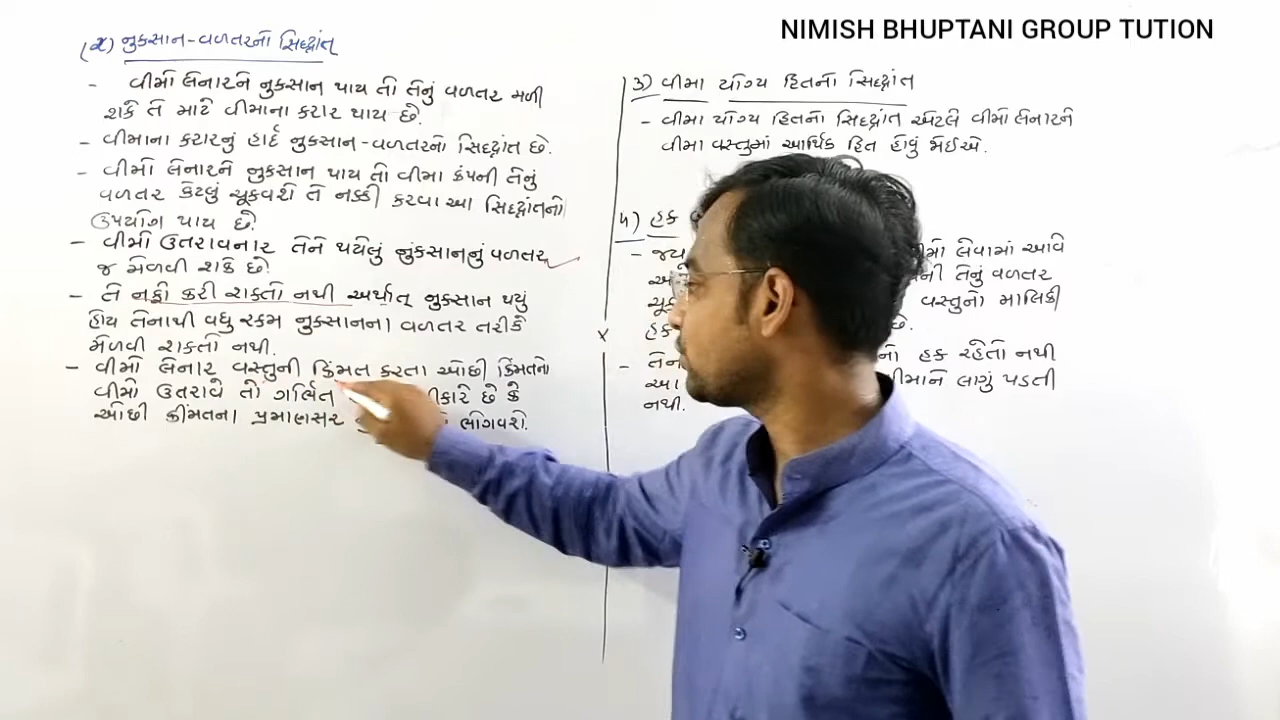 NIMISH BHUPTANI GROUP TUTION
(૨) નુકસાન-વળતરનો સિદ્ધાંત
- વીમો લેનારને નુકસાન થાય તો તેનું વળતર મળી
શકે તે માટે વીમાના કરાર થાય છે.
- વીમાના કરારનું હાર્દ નુકસાન-વળતરનો સિદ્ધાંત છે.
- વીમો લેનારને નુકસાન થાય તો વીમા કંપની તેનું
વળતર કેટલું ચૂકવશે તે નક્કી કરવા આ સિદ્ધાંતનો
ઉપયોગ થાય છે.
- વીમો ઉતરાવનાર તેને થયેલું નુંકસાનનું વળતર
જ મેળવી શકે છે.
- તે નફો કરી શકતો નથી અર્થાત્ નુકસાન થયું
હોય તેનાથી વધુ રકમ નુકસાનના વળતર તરીકે
મેળવી શકતો નથી.
- વીમો લેનાર વસ્તુની કિંમત કરતા ઓછી કિંમતનો
વીમો ઉતરાવે તો ગર્ભિત છે કે
ઓછી કીંમતના પ્રમાણસર ભોગવશે.
૩) વીમા યોગ્ય હિતનો સિદ્ધાંત
- વીમા યોગ્ય હિતનો સિદ્ધાંત એટલે વીમો લેનારને
વીમા વસ્તુમાં આર્થિક હિત હોવું જોઈએ.
હક
- લેવામાં આવે
તેનું વળતર
વસ્તુનો માલિકી
હક છે.
- હક રહેતો નથી
આ લાગું પડતી
નથી.